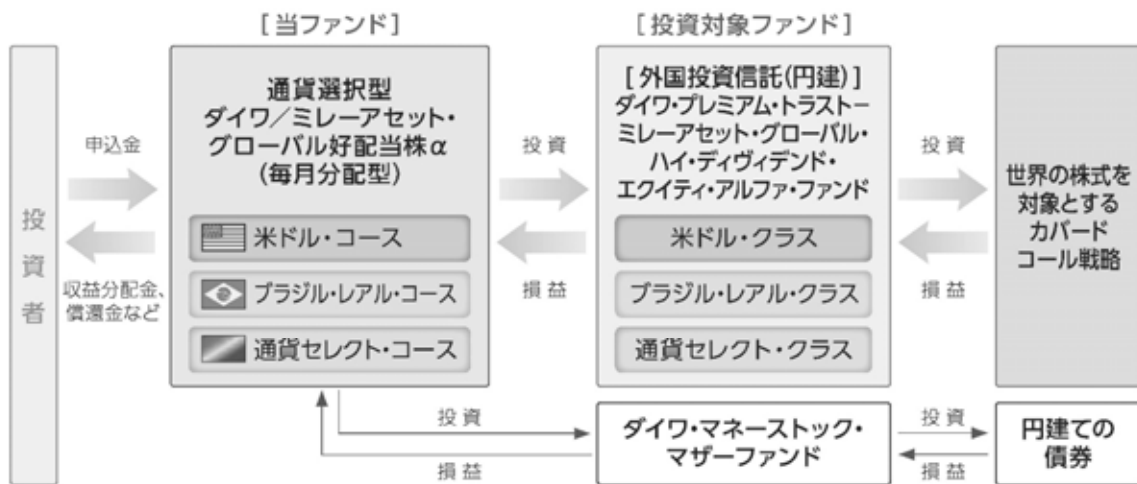 [当ファンド]
[投資対象ファンド]
投資者
申込金
収益分配金、
償還金など
通貨選択型
ダイワ／ミレーアセット・
グローバル好配当株α
（毎月分配型）
米ドル・コース
ブラジル・レアル・コース
通貨セレクト・コース
投資
損益
[外国投資信託(円建)]
ダイワ・プレミアム・トラスト－
ミレーアセット・グローバル・
ハイ・ディヴィデンド・
エクイティ・アルファ・ファンド
米ドル・クラス
ブラジル・レアル・クラス
通貨セレクト・クラス
投資
損益
世界の株式を
対象とする
カバード
コール戦略
投資
損益
ダイワ・マネーストック・
マザーファンド
投資
損益
円建ての
債券